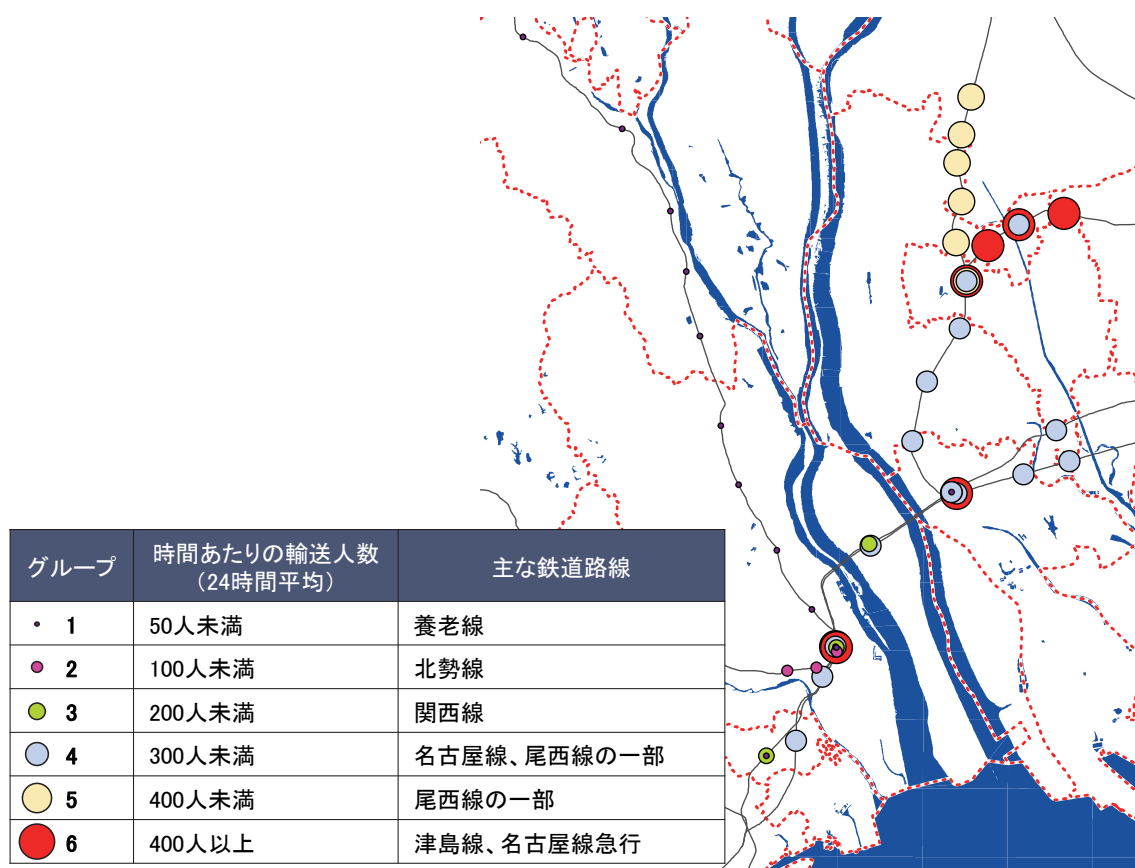 グループ 時間あたりの輸送人数 主な鉄道路線
(24時間平均)
1 50人未満 養老線
2 100人未満 北勢線
3 200人未満 関西線
4 300人未満 名古屋線、尾西線の一部
5 400人未満 尾西線の一部
6 400人以上 津島線、名古屋線急行